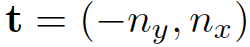 t = (−n_y, n_x)